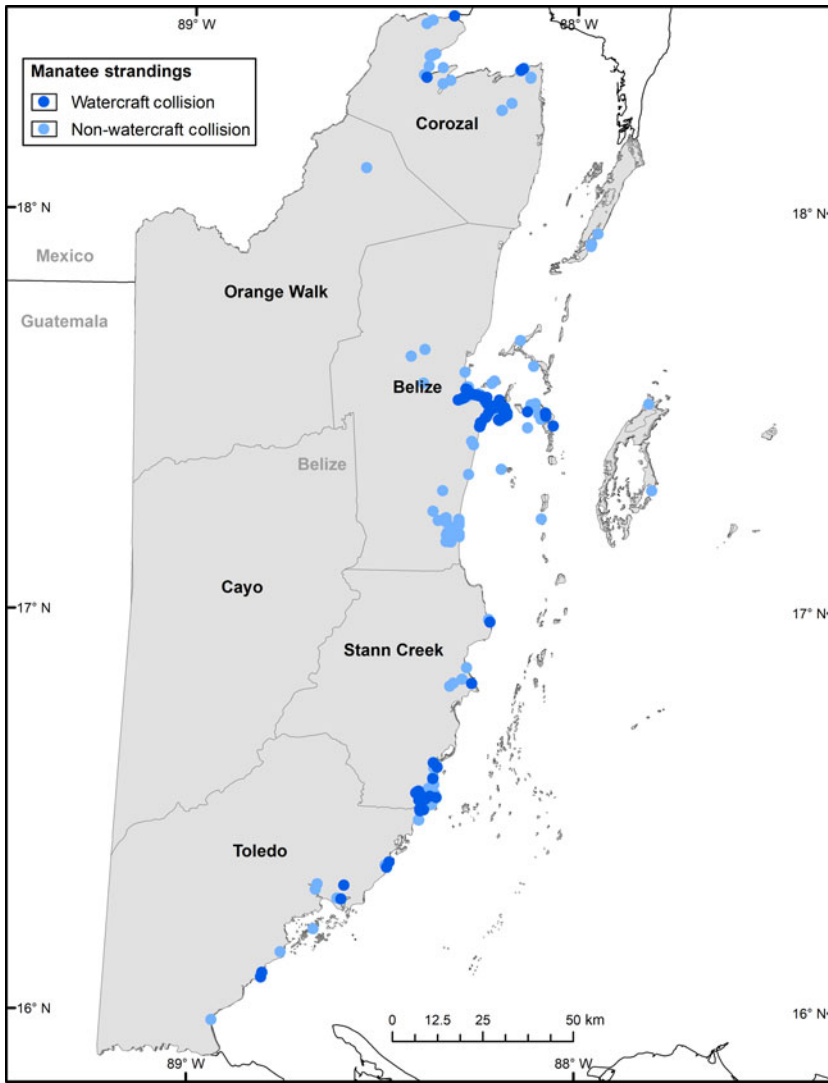 89° W
88° W
Manatee strandings
Watercraft collision
Non-watercraft collision
Corozal
18° N
18° N
Mexico
Orange Walk
Guatemala
Belize
Belize
Cayo
17° N
17° N
Stann Creek
Toledo
16° N
16° N
0 12.5 25 50 km
89° W
88° W